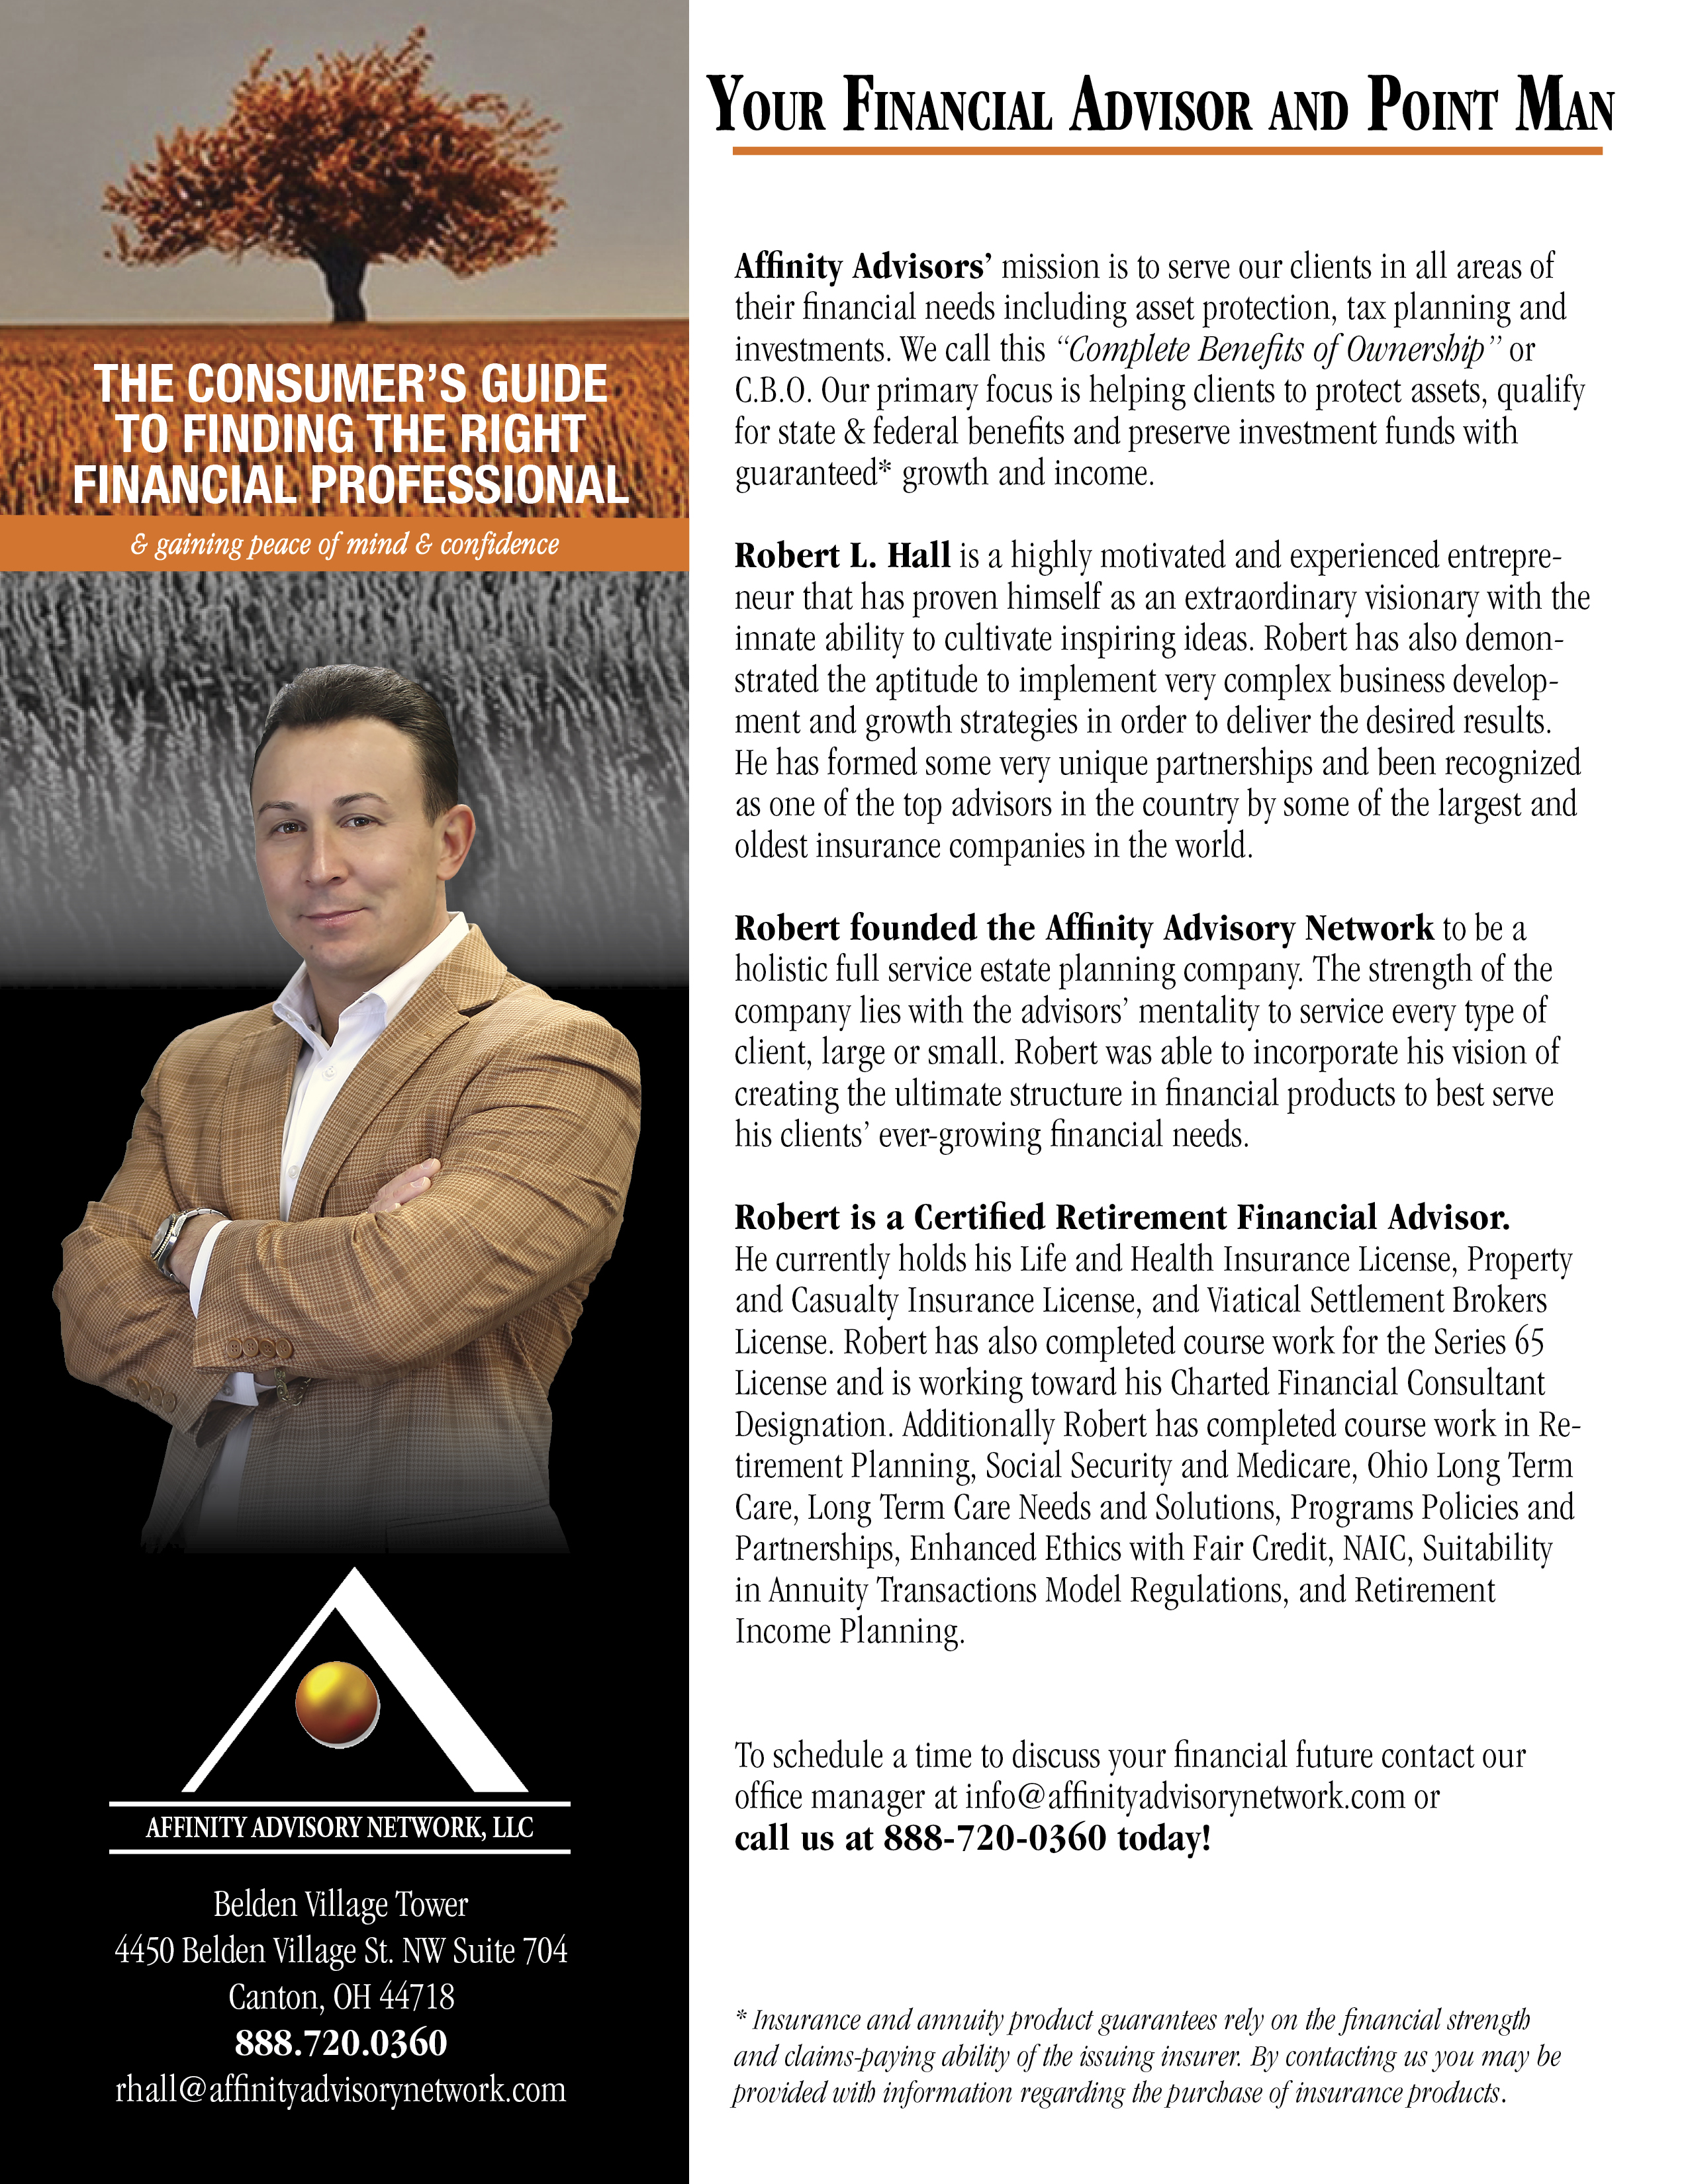 THE CONSUMER'S GUIDE
TO FINDING THE RIGHT
FINANCIAL PROFESSIONAL
& gaining peace of mind & confidence
AFFINITY ADVISORY NETWORK, LLC
Belden Village Tower
4450 Belden Village St. NW Suite 704
Canton, OH 44718
888.720.0360
rhall@affinityadvisorynetwork.com
YOUR FINANCIAL ADVISOR AND POINT MAN
Affinity Advisors' mission is to serve our clients in all areas of
their financial needs including asset protection, tax planning and
investments. We call this "Complete Benefits of Ownership" or
C.B.O. Our primary focus is helping clients to protect assets, qualify
for state & federal benefits and preserve investment funds with
guaranteed* growth and income.
Robert L. Hall is a highly motivated and experienced entrepre-
neur that has proven himself as an extraordinary visionary with the
innate ability to cultivate inspiring ideas. Robert has also demon-
strated the aptitude to implement very complex business develop-
ment and growth strategies in order to deliver the desired results.
He has formed some very unique partnerships and been recognized
as one of the top advisors in the country by some of the largest and
oldest insurance companies in the world.
Robert founded the Affinity Advisory Network to be a
holistic full service estate planning company. The strength of the
company lies with the advisors' mentality to service every type of
client, large or small. Robert was able to incorporate his vision of
creating the ultimate structure in financial products to best serve
his clients' ever-growing financial needs.
Robert is a Certified Retirement Financial Advisor.
He currently holds his Life and Health Insurance License, Property
and Casualty Insurance License, and Viatical Settlement Brokers
License. Robert has also completed course work for the Series 65
License and is working toward his Charted Financial Consultant
Designation. Additionally Robert has completed course work in Re-
tirement Planning, Social Security and Medicare, Ohio Long Term
Care, Long Term Care Needs and Solutions, Programs Policies and
Partnerships, Enhanced Ethics with Fair Credit, NAIC, Suitability
in Annuity Transactions Model Regulations, and Retirement
Income Planning.
To schedule a time to discuss your financial future contact our
office manager at info@affinityadvisorynetwork.com or
call us at 888-720-0360 today!
* Insurance and annuity product guarantees rely on the financial strength
and claims-paying ability of the issuing insurer. By contacting us you may be
provided with information regarding the purchase of insurance products.